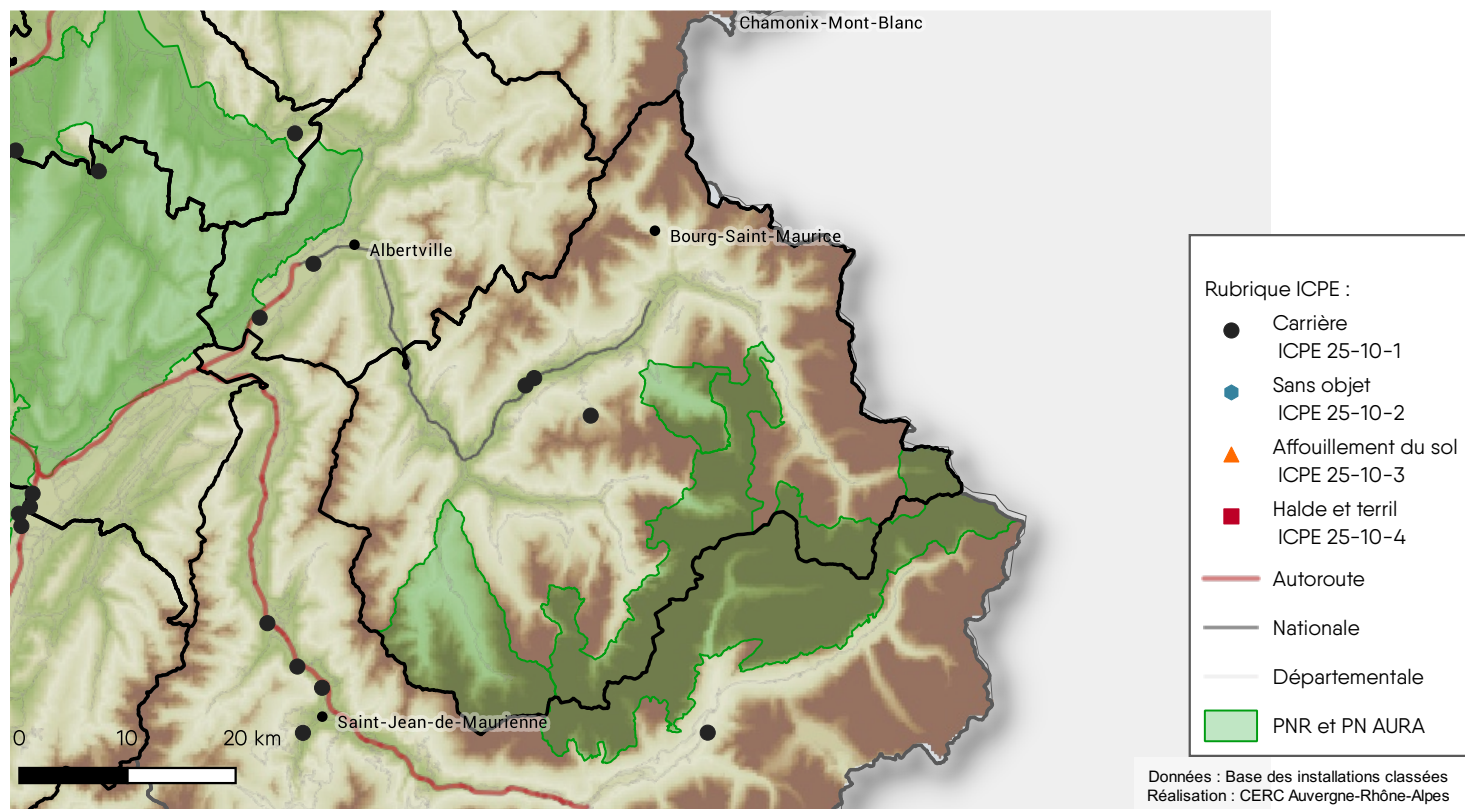 Chamonix-Mont-Blanc
Bourg-Saint-Maurice
Albertville
Saint-Jean-de-Maurienne
0 10 20 km
Rubrique ICPE :
Carrière
ICPE 25-10-1
Sans objet
ICPE 25-10-2
Affouillement du sol
ICPE 25-10-3
Halde et terril
ICPE 25-10-4
Autoroute
Nationale
Départementale
PNR et PN AURA
Données : Base des installations classées
Réalisation : CERC Auvergne-Rhône-Alpes